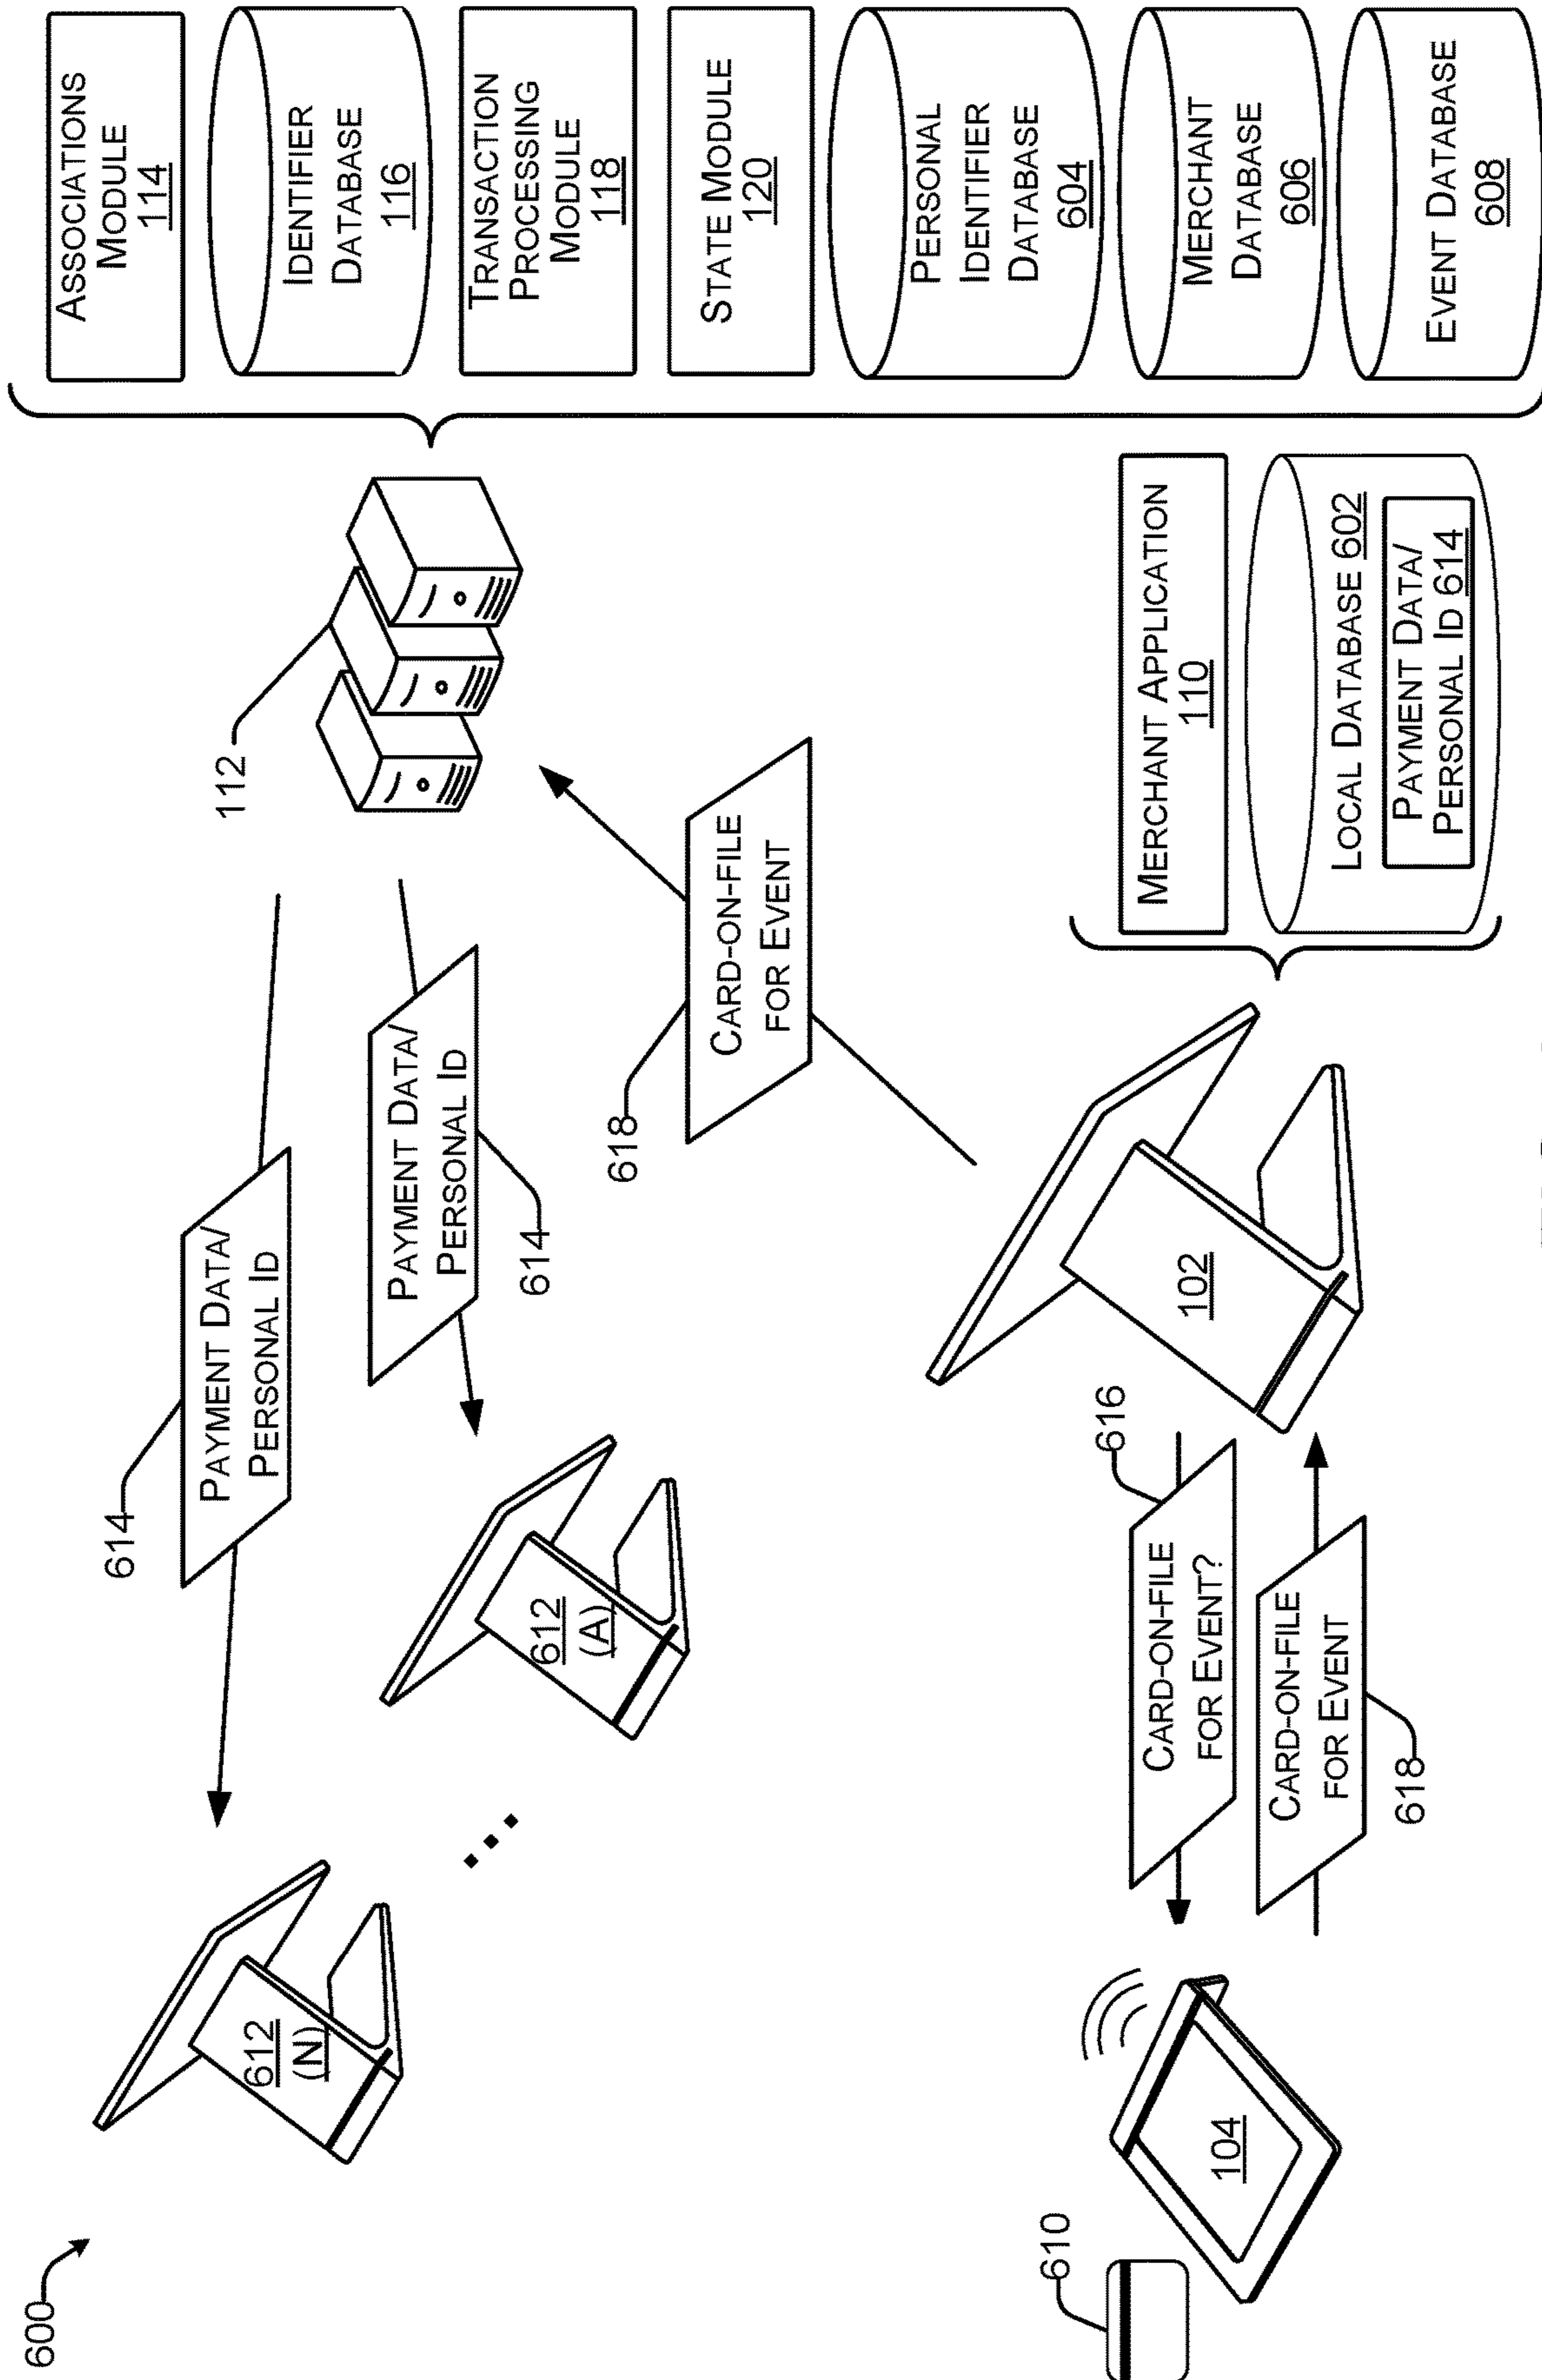 600
612
(N)
614
PAYMENT DATA/
PERSONAL ID
612
(A)
PAYMENT DATA/
PERSONAL ID
614
112
ASSOCIATIONS
MODULE
114
IDENTIFIER
DATABASE
116
TRANSACTION
PROCESSING
MODULE
118
STATE MODULE
120
PERSONAL
IDENTIFIER
DATABASE
604
MERCHANT
DATABASE
606
EVENT DATABASE
608
618
CARD-ON-FILE
FOR EVENT
610
104
616
CARD-ON-FILE
FOR EVENT?
CARD-ON-FILE
FOR EVENT
618
102
MERCHANT APPLICATION
110
LOCAL DATABASE 602
PAYMENT DATA/
PERSONAL ID 614